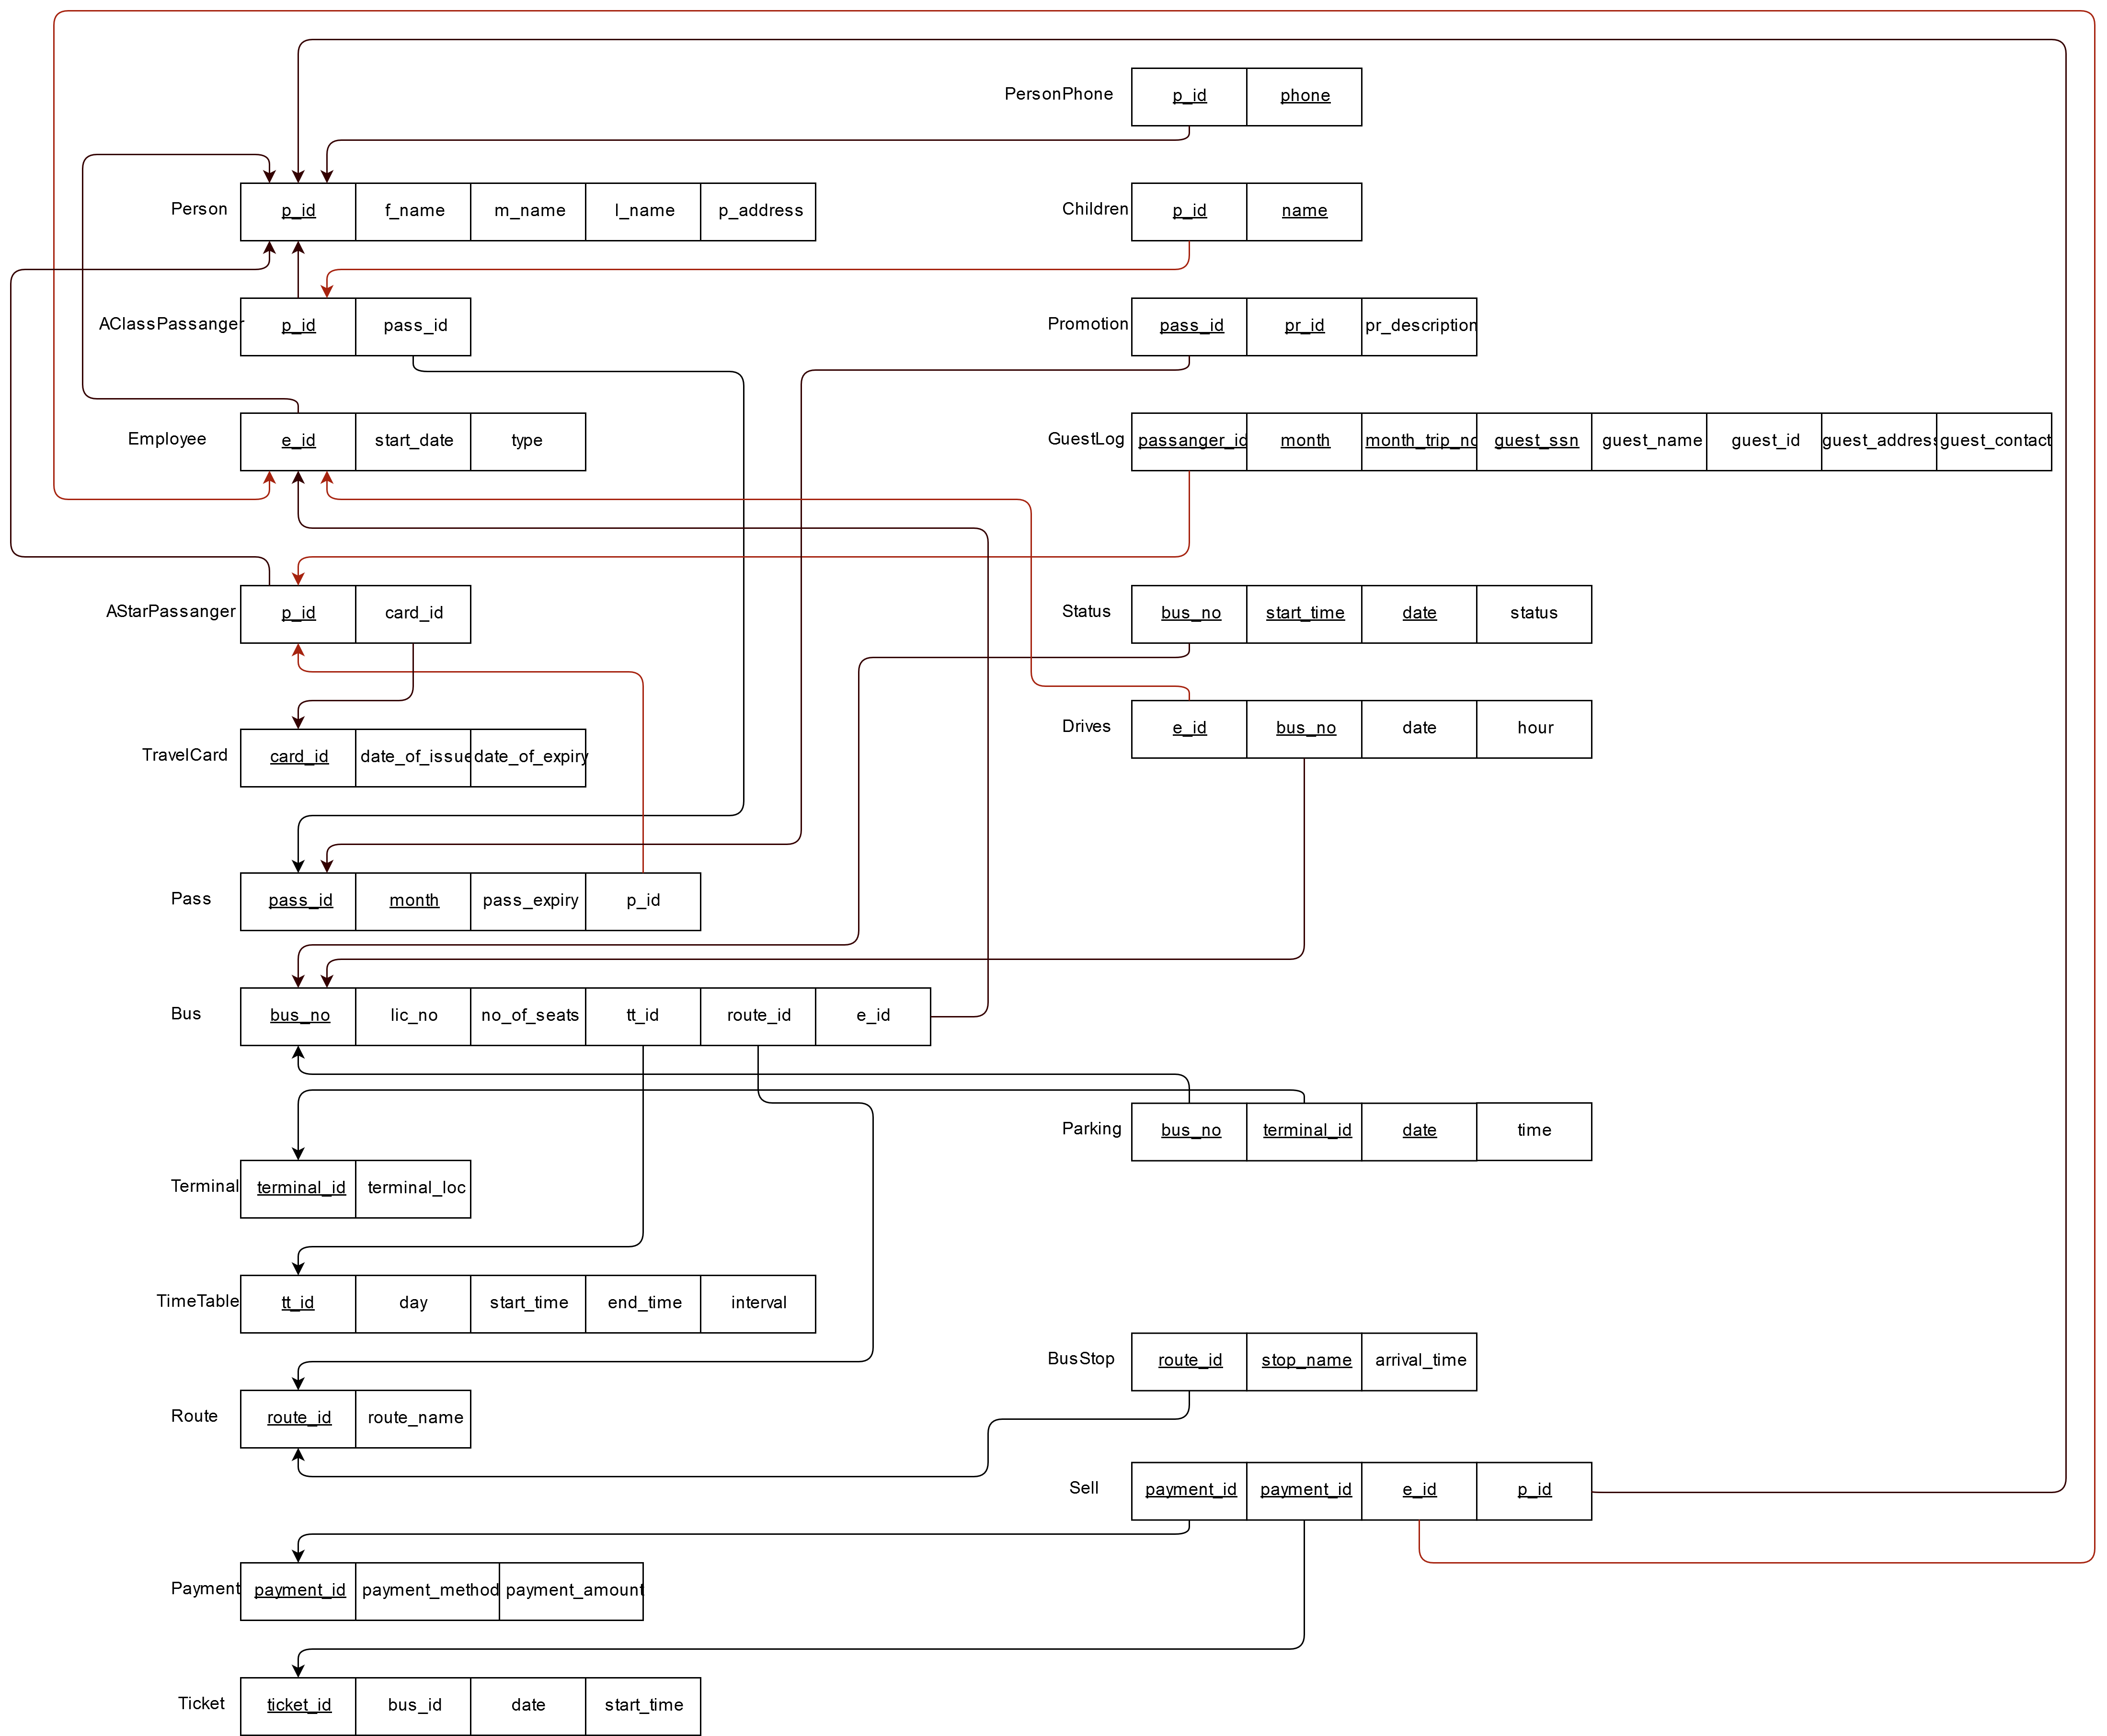 PersonPhone p_id phone
Person p_id f_name m_name l_name p_address
Children p_id name
AClassPassanger p_id pass_id
Promotion pass_id pr_id pr_description
Employee e_id start_date type
GuestLog passanger_id month month_trip_no guest_ssn guest_name guest_id guest_address guest_contact
AStarPassanger p_id card_id
Status bus_no start_time date status
Drives e_id bus_no date hour
TravelCard card_id date_of_issue date_of_expiry
Pass pass_id month pass_expiry p_id
Bus bus_no lic_no no_of_seats tt_id route_id e_id
Parking bus_no terminal_id date time
Terminal terminal_id terminal_loc
TimeTable tt_id day start_time end_time interval
BusStop route_id stop_name arrival_time
Route route_id route_name
Sell payment_id payment_id e_id p_id
Payment payment_id payment_method payment_amount
Ticket ticket_id bus_id date start_time